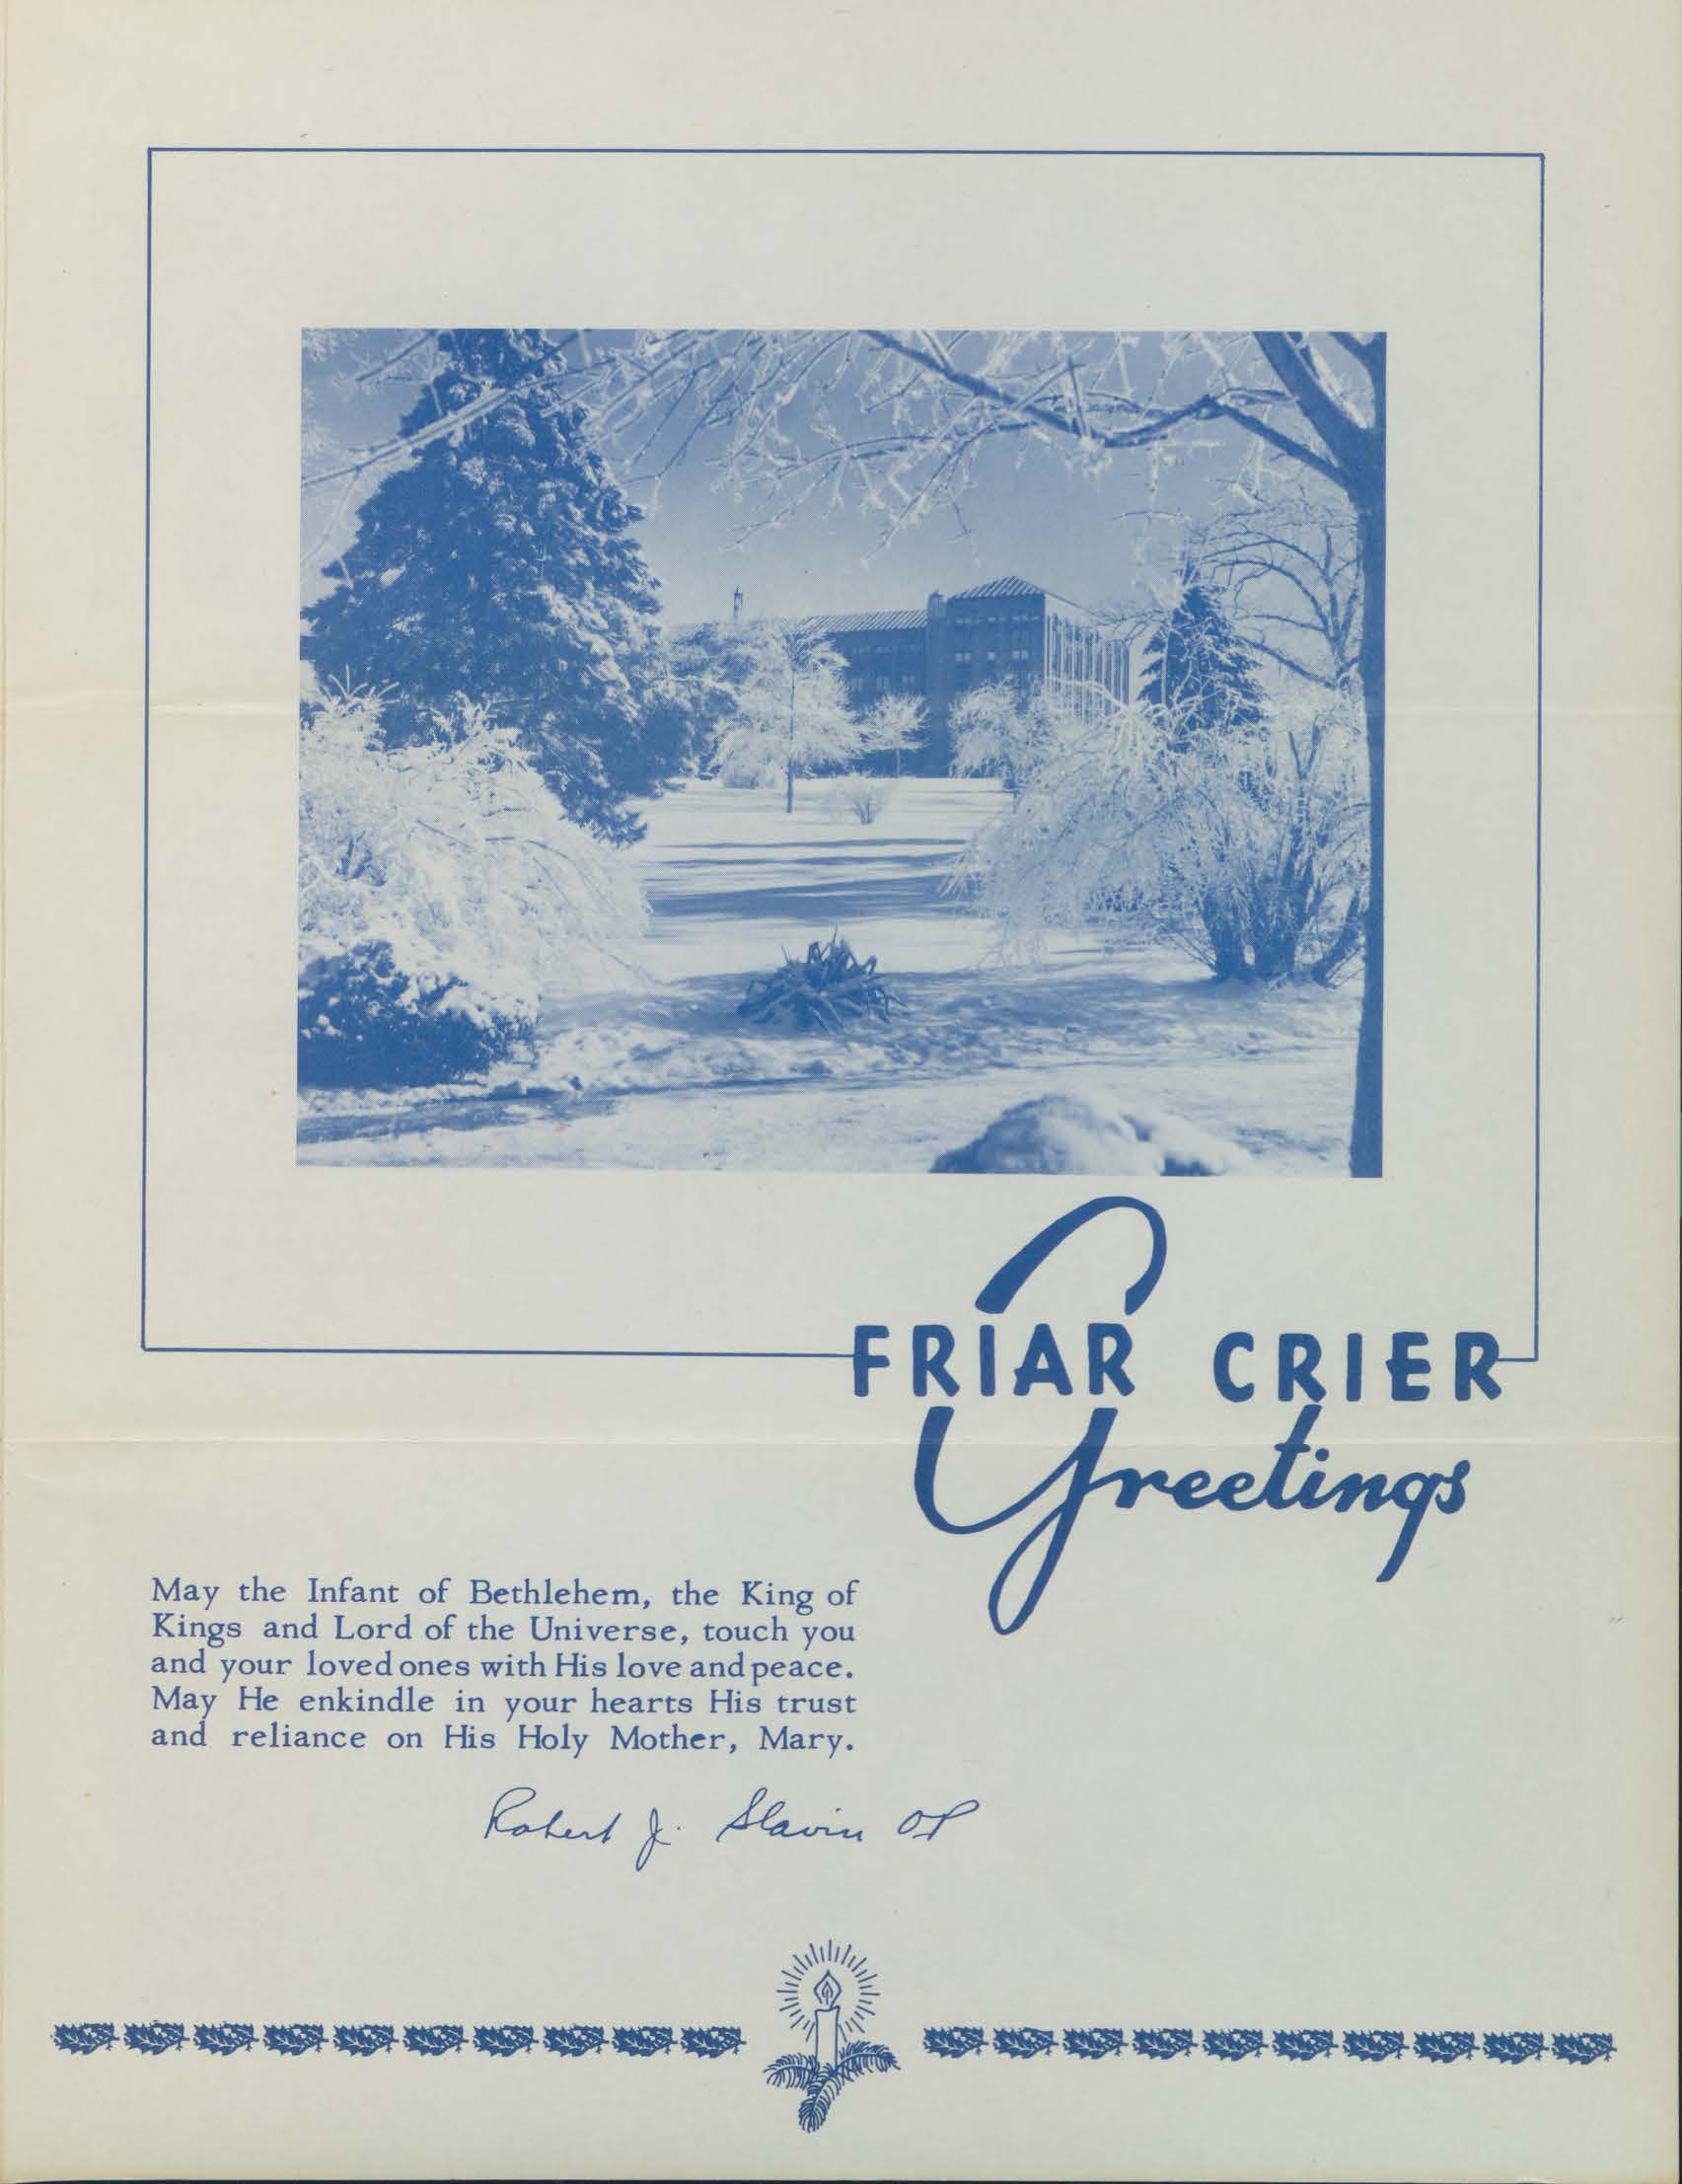 FRIAR CRIER
Greetings
May the Infant of Bethlehem, the King of
Kings and Lord of the Universe, touch you
and your loved ones with His love and peace.
May He enkindle in your hearts His trust
and reliance on His Holy Mother, Mary.
Robert J. Slavin OP